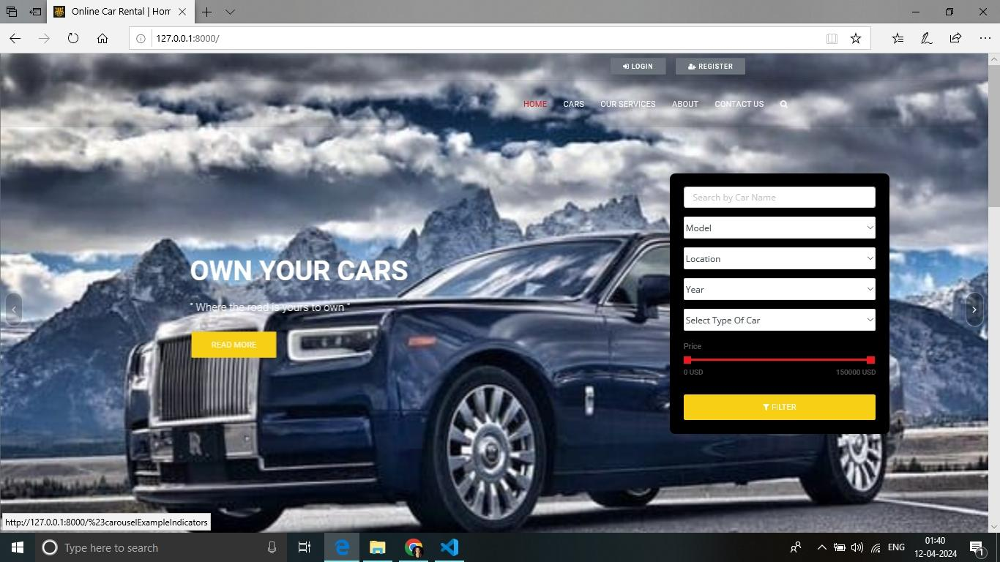 Online Car Rental | Hom
127.0.0.1:8000/
LOGIN
REGISTER
HOME
CARS
OUR SERVICES
ABOUT
CONTACT US
Search by Car Name
Model
Location
Year
Select Type Of Car
Price
0 USD
150000 USD
FILTER
OWN YOUR CARS
" Where the road is yours to own "
READ MORE
R
http://127.0.0.1:8000/%23carouselExampleIndicators
Type here to search
ENG
01:40
12-04-2024
1